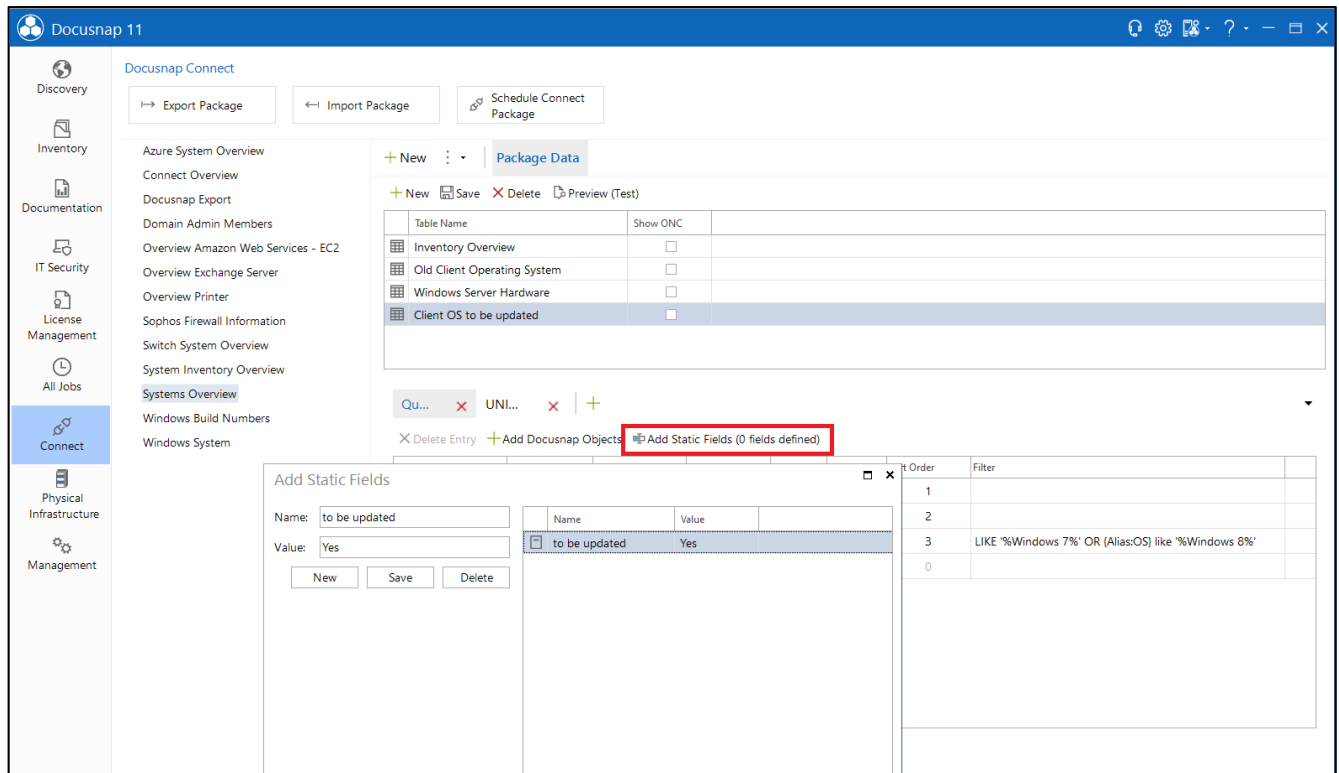 Docusnap 11
?
Discovery
Inventory
Documentation
IT Security
License
Management
All Jobs
Connect
Physical
Infrastructure
Management
Docusnap Connect
Export Package
Import Package
Schedule Connect
Package
Azure System Overview
Connect Overview
Docusnap Export
Domain Admin Members
Overview Amazon Web Services - EC2
Overview Exchange Server
Overview Printer
Sophos Firewall Information
Switch System Overview
System Inventory Overview
Systems Overview
Windows Build Numbers
Windows System
New Package Data
New Save Delete Preview (Test)
Table Name Show ONC
Inventory Overview
Old Client Operating System
Windows Server Hardware
Client OS to be updated
Qu... UNI...
Delete Entry Add Docusnap Objects Add Static Fields (0 fields defined)
t Order Filter
1
2
3 LIKE '%Windows 7%' OR {Alias:OS} like '%Windows 8%'
0
Add Static Fields
Name: to be updated
Value: Yes
New Save Delete
Name Value
to be updated Yes